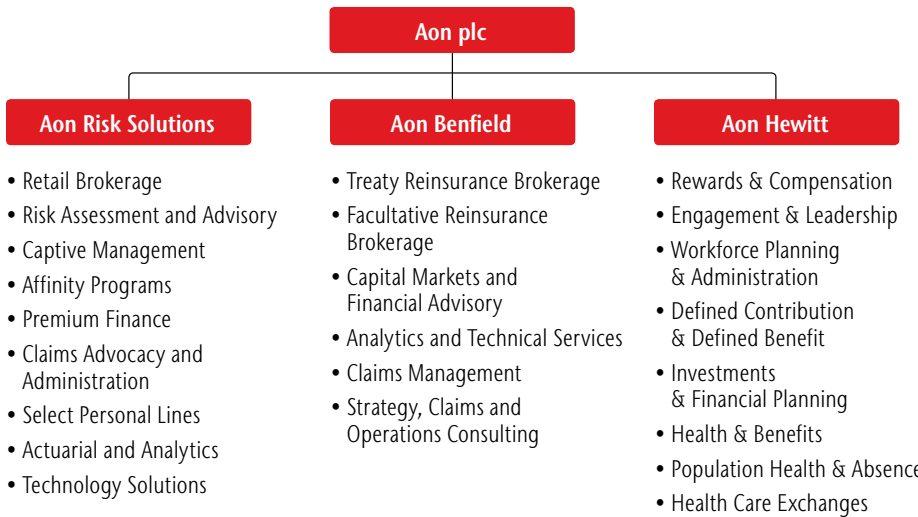 Aon plc
Aon Risk Solutions
• Retail Brokerage
• Risk Assessment and Advisory
• Captive Management
• Affinity Programs
• Premium Finance
• Claims Advocacy and
Administration
• Select Personal Lines
• Actuarial and Analytics
• Technology Solutions
Aon Benfield
• Treaty Reinsurance Brokerage
• Facultative Reinsurance
Brokerage
• Capital Markets and
Financial Advisory
• Analytics and Technical Services
• Claims Management
• Strategy, Claims and
Operations Consulting
Aon Hewitt
• Rewards & Compensation
• Engagement & Leadership
• Workforce Planning
& Administration
• Defined Contribution
& Defined Benefit
• Investments
& Financial Planning
• Health & Benefits
• Population Health & Absence
• Health Care Exchanges